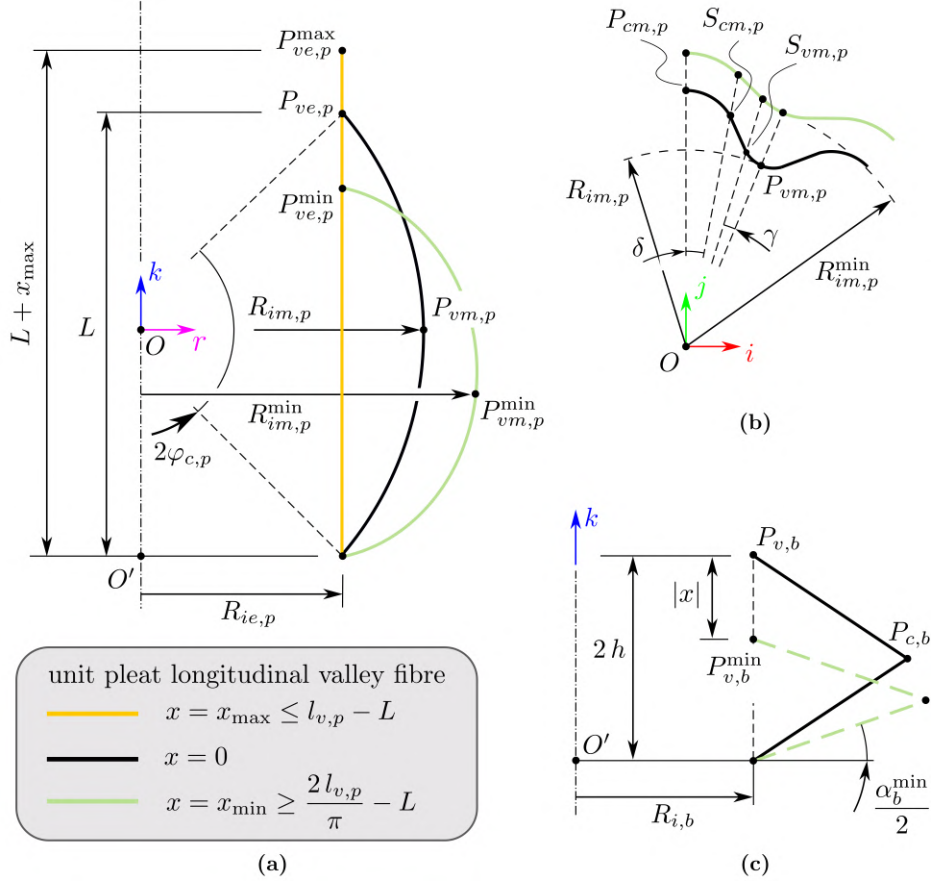 P_{ve,p}^{max}
P_{ve,p}
P_{ve,p}^{min}
L + x_{max}
L
k
O
r
R_{im,p}
P_{vm,p}
R_{im,p}^{min}
P_{vm,p}^{min}
2φ_{c,p}
O′
R_{ie,p}
unit pleat longitudinal valley fibre
x = x_{max} ≤ l_{v,p} − L
x = 0
x = x_{min} ≥ \frac{2 l_{v,p}}{π} − L
(a)
P_{cm,p}
S_{cm,p}
S_{vm,p}
R_{im,p}
P_{vm,p}
δ
γ
R_{im,p}^{min}
j
O
i
(b)
k
P_{v,b}
|x|
2 h
P_{c,b}
P_{v,b}^{min}
O′
R_{i,b}
\frac{α_b^{min}}{2}
(c)